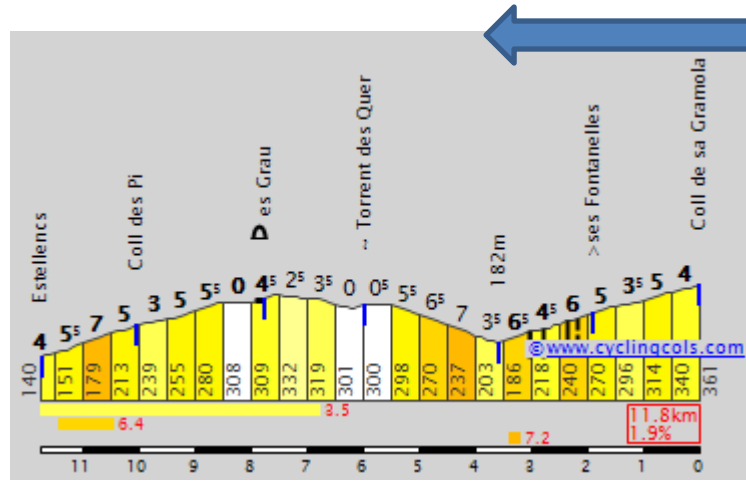 Estellencs
Coll des Pi
es Grau
~ Torrent des Quer
182m
>ses Fontanelles
Coll de sa Gramola
4 5⁵ 7 5 3 5 5⁵ 0 4⁵ 2⁵ 3⁵ 0 0⁵ 5⁵ 6⁵ 7 3⁵ 6⁵ 4⁵ 6 5 3⁵ 5 4
© www.cyclingcols.com
140 151 179 213 239 255 280 308 309 332 319 301 300 298 270 237 203 186 218 240 270 296 314 340 361
3.5
6.4
7.2
11.8km
1.9%
11 10 9 8 7 6 5 4 3 2 1 0